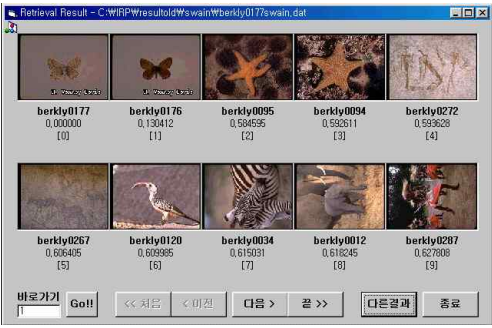 Retrieval Result - C:₩IRP₩resultold₩swain₩berkly0177swain,dat
berkly0177 berkly0176 berkly0095 berkly0094 berkly0272
0,000000 0,130412 0,584595 0,592611 0,593628
[0] [1] [2] [3] [4]
berkly0267 berkly0120 berkly0034 berkly0012 berkly0287
0,606405 0,609985 0,615031 0,618245 0,627808
[5] [6] [7] [8] [9]
바로가기
1 Go!! << 처음 < 이전 다음 > 끝 >> 다른결과 종료